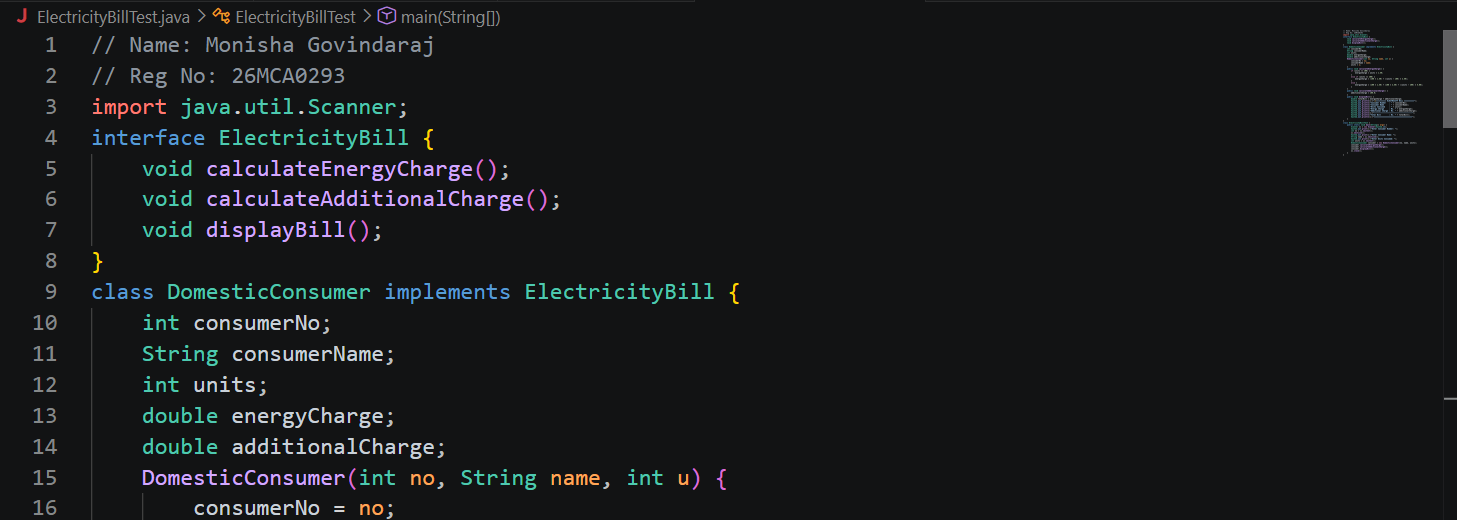 ElectricityBillTest.java > ElectricityBillTest > main(String[])
1 // Name: Monisha Govindaraj
2 // Reg No: 26MCA0293
3 import java.util.Scanner;
4 interface ElectricityBill {
5     void calculateEnergyCharge();
6     void calculateAdditionalCharge();
7     void displayBill();
8 }
9 class DomesticConsumer implements ElectricityBill {
10     int consumerNo;
11     String consumerName;
12     int units;
13     double energyCharge;
14     double additionalCharge;
15     DomesticConsumer(int no, String name, int u) {
16         consumerNo = no;